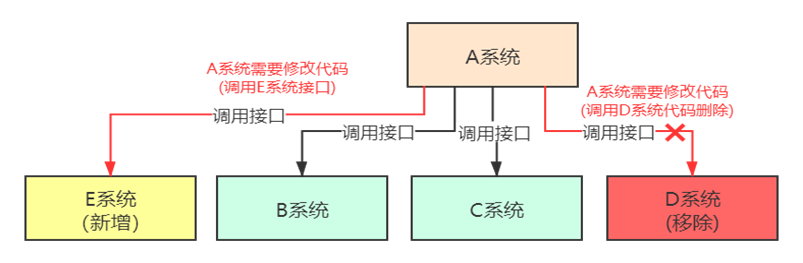 A系统
A系统需要修改代码
(调用E系统接口)
A系统需要修改代码
(调用D系统代码删除)
调用接口
调用接口
调用接口
调用接口
E系统
(新增)
B系统
C系统
D系统
(移除)